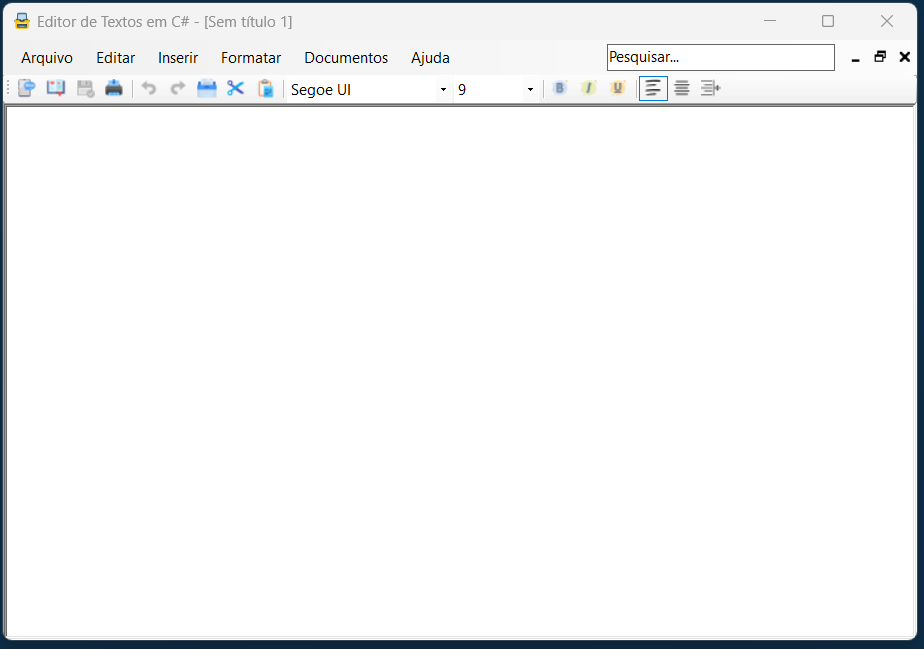 Editor de Textos em C# - [Sem título 1]
Arquivo Editar Inserir Formatar Documentos Ajuda Pesquisar...
Segoe UI 9 B I U